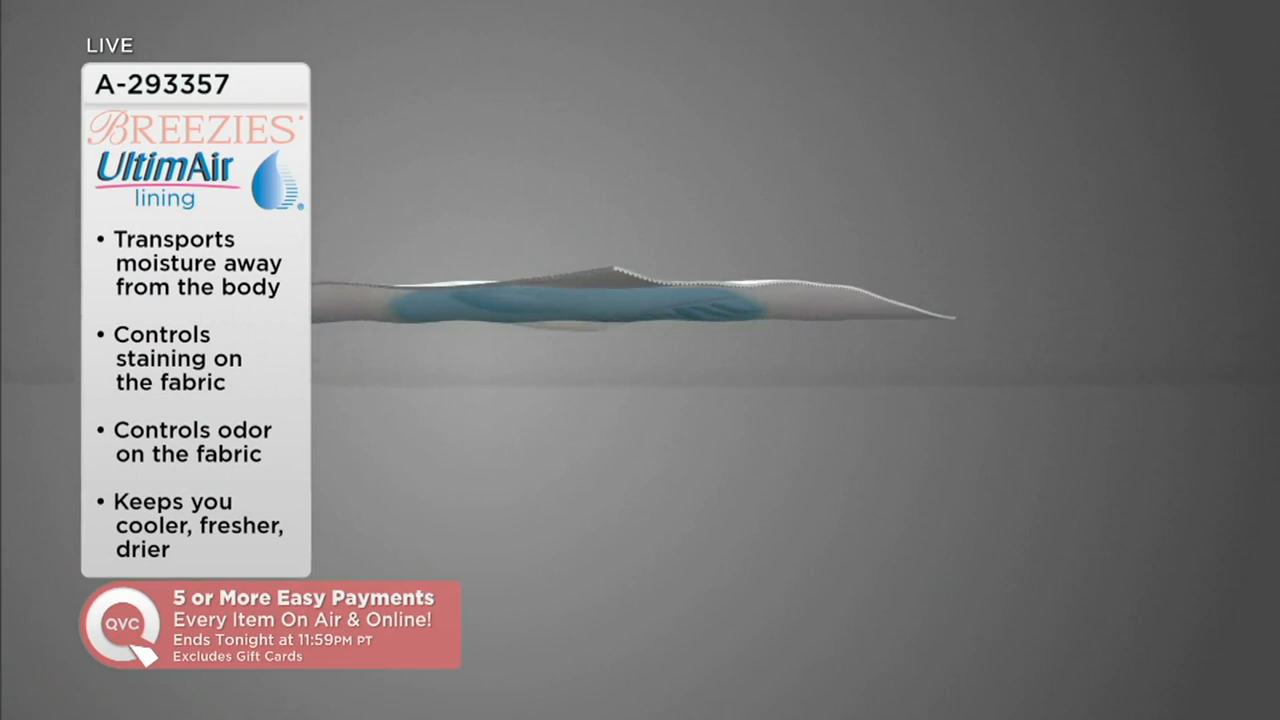 LIVE
A-293357
BREEZIES
UltimAir
lining
• Transports
moisture away
from the body
• Controls
staining on
the fabric
• Controls odor
on the fabric
• Keeps you
cooler, fresher,
drier
QVC
5 or More Easy Payments
Every Item On Air & Online!
Ends Tonight at 11:59PM PT
Excludes Gift Cards